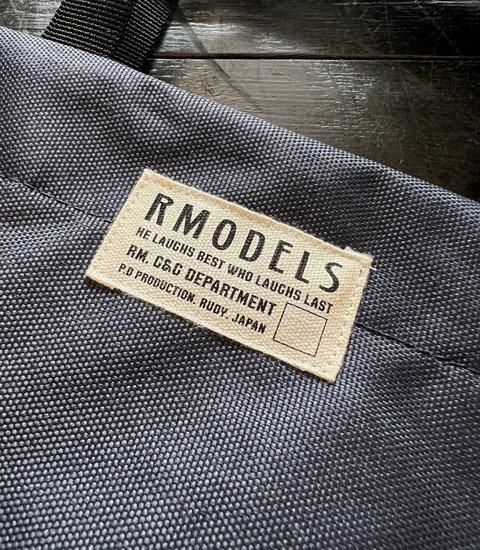 RMODELS
HE LAUGHS BEST WHO LAUGHS LAST
RM. C&G DEPARTMENT
P.D PRODUCTION. RUDY. JAPAN